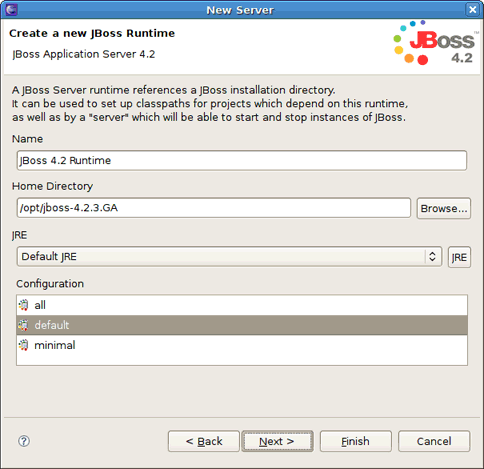 New Server
Create a new JBoss Runtime
JBoss Application Server 4.2
JBoss™
4.2
A JBoss Server runtime references a JBoss installation directory.
It can be used to set up classpaths for projects which depend on this runtime,
as well as by a "server" which will be able to start and stop instances of JBoss.
Name
JBoss 4.2 Runtime
Home Directory
/opt/jboss-4.2.3.GA
Browse...
JRE
Default JRE
JRE
Configuration
all
default
minimal
?
< Back
Next >
Finish
Cancel